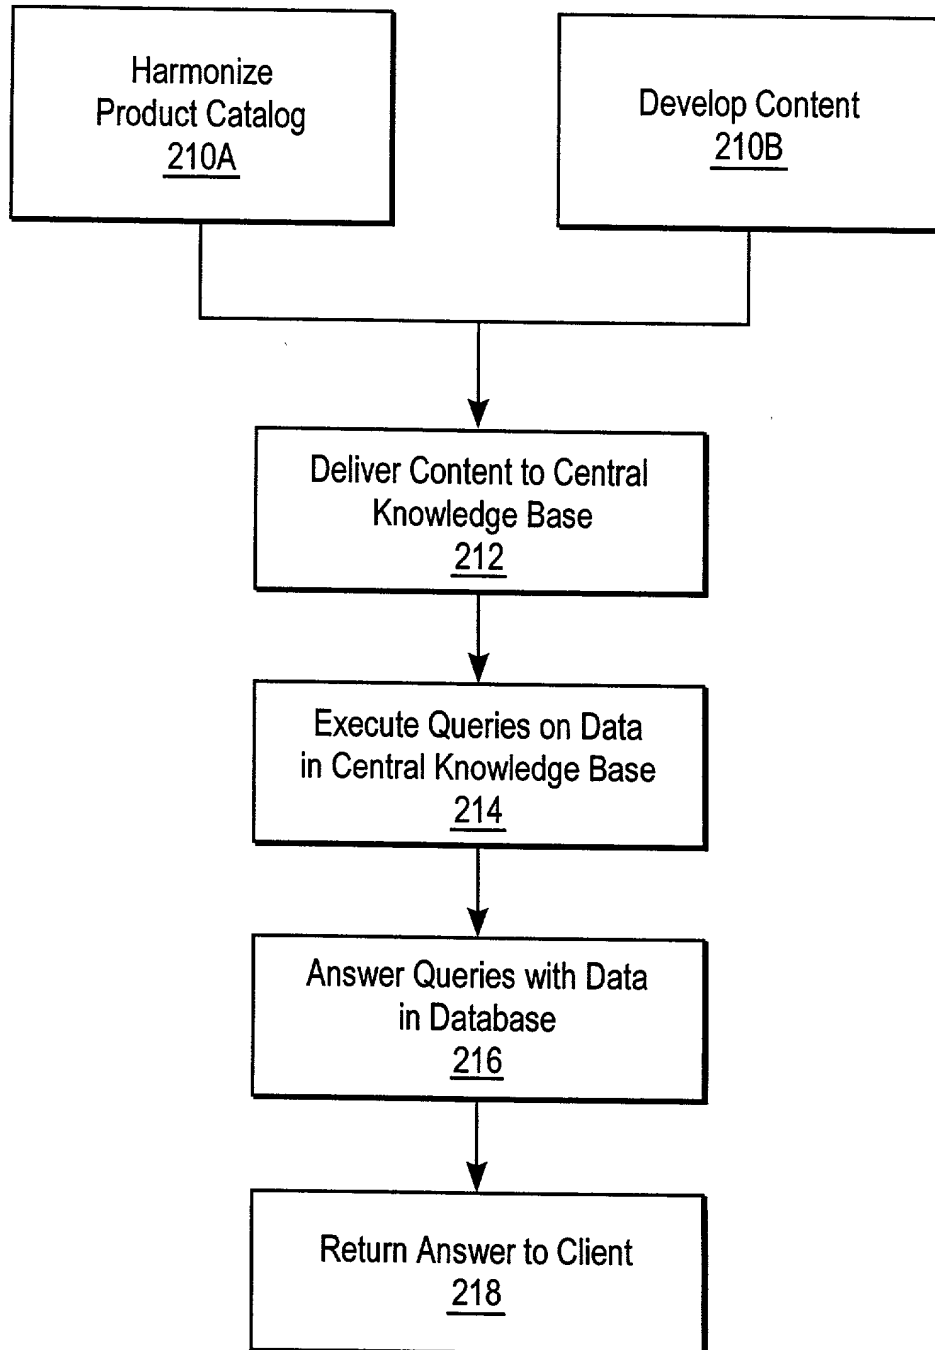 Harmonize
Product Catalog
210A
Develop Content
210B
Deliver Content to Central
Knowledge Base
212
Execute Queries on Data
in Central Knowledge Base
214
Answer Queries with Data
in Database
216
Return Answer to Client
218